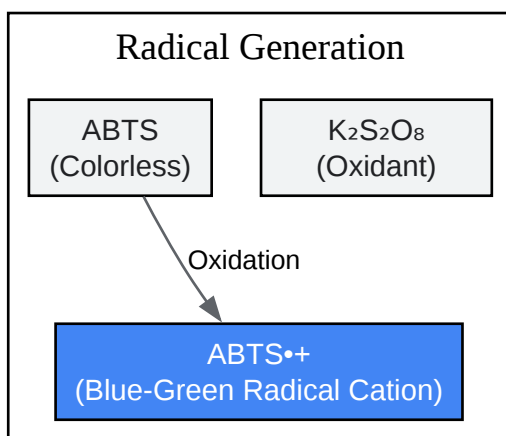 Radical Generation
ABTS
(Colorless)
K₂S₂O₈
(Oxidant)
Oxidation
ABTS•+
(Blue-Green Radical Cation)